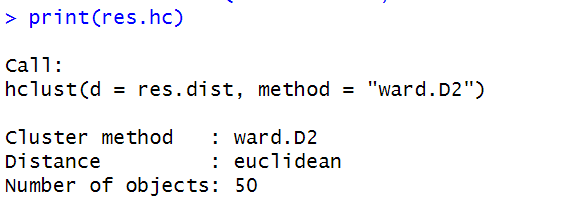 > print(res.hc)
Call:
hclust(d = res.dist, method = "ward.D2")
Cluster method   : ward.D2
Distance         : euclidean
Number of objects: 50